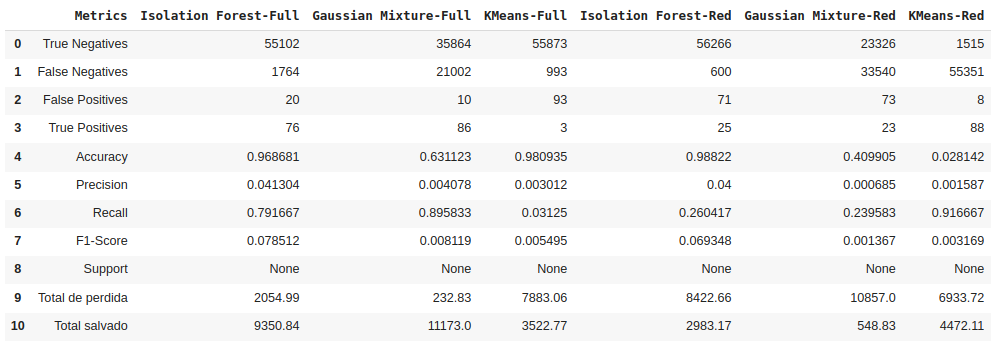 Metrics Isolation Forest-Full Gaussian Mixture-Full KMeans-Full Isolation Forest-Red Gaussian Mixture-Red KMeans-Red
0 True Negatives 55102 35864 55873 56266 23326 1515
1 False Negatives 1764 21002 993 600 33540 55351
2 False Positives 20 10 93 71 73 8
3 True Positives 76 86 3 25 23 88
4 Accuracy 0.968681 0.631123 0.980935 0.98822 0.409905 0.028142
5 Precision 0.041304 0.004078 0.003012 0.04 0.000685 0.001587
6 Recall 0.791667 0.895833 0.03125 0.260417 0.239583 0.916667
7 F1-Score 0.078512 0.008119 0.005495 0.069348 0.001367 0.003169
8 Support None None None None None None
9 Total de perdida 2054.99 232.83 7883.06 8422.66 10857.0 6933.72
10 Total salvado 9350.84 11173.0 3522.77 2983.17 548.83 4472.11